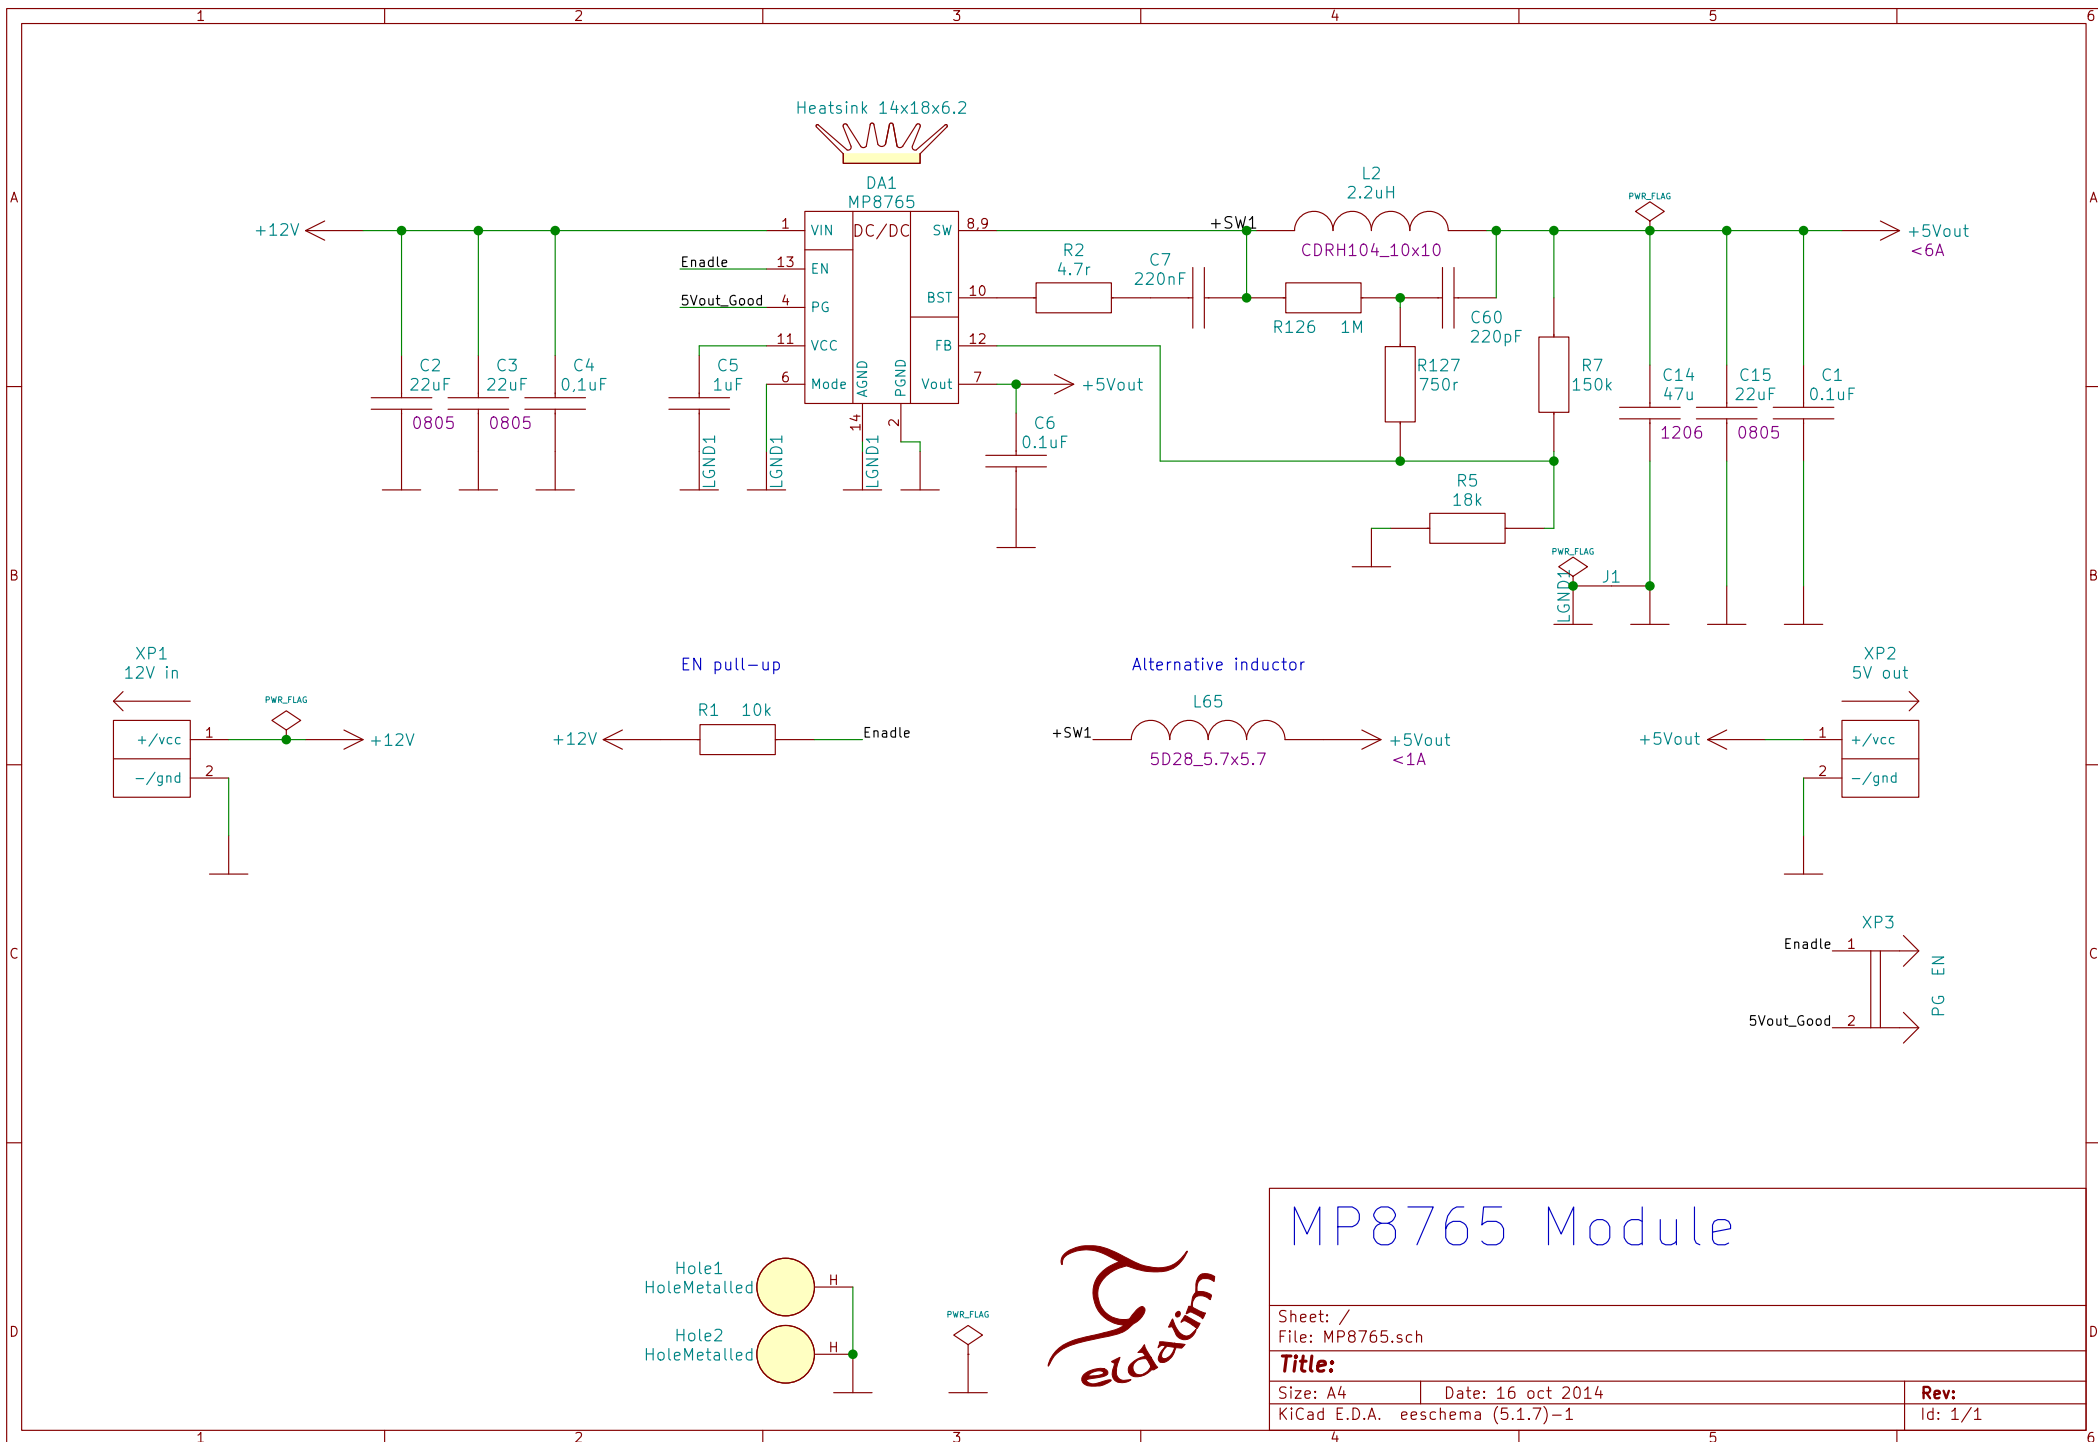 1 2 3 4 5 6
Heatsink 14x18x6.2
DA1
MP8765
L2
2.2uH
PWR_FLAG
A A
+12V
1 VIN DC/DC SW 8,9
+SW1
+5Vout
<6A
CDRH104_10x10
Enadle 13 EN
R2
4.7r
C7
220nF
5Vout_Good 4 PG
BST 10
R126 1M
C60
220pF
11 VCC
FB 12
6 Mode
AGND
PGND
Vout 7
+5Vout
14
2
C2
22uF
0805
C3
22uF
0805
C4
0,1uF
C5
1uF
LGND1
LGND1
LGND1
C6
0.1uF
R127
750r
R7
150k
C14
47u
1206
C15
22uF
0805
C1
0.1uF
R5
18k
PWR_FLAG
LGND1
J1
B B
XP1
12V in
+/vcc 1
-/gnd 2
PWR_FLAG
+12V
EN pull-up
R1 10k
+12V
Enadle
Alternative inductor
L65
+SW1
5D28_5.7x5.7
+5Vout
<1A
XP2
5V out
+5Vout
1 +/vcc
2 -/gnd
C C
XP3
Enadle 1
5Vout_Good 2
PG EN
Hole1
HoleMetalled
H
Hole2
HoleMetalled
H
PWR_FLAG
eldalim
D D
MP8765 Module
Sheet: /
File: MP8765.sch
Title:
Size: A4 Date: 16 oct 2014 Rev:
KiCad E.D.A. eeschema (5.1.7)-1 Id: 1/1
1 2 3 4 5 6